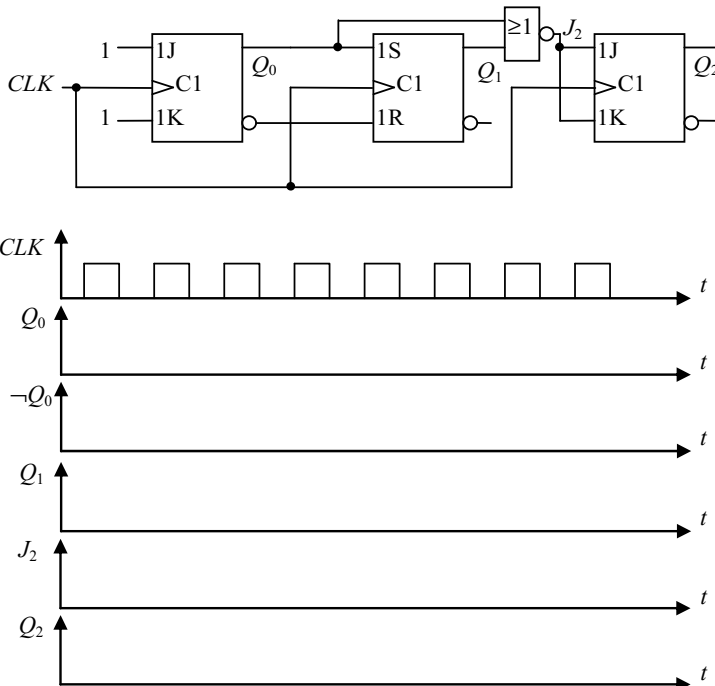 ≥1
J2
1 1J Q0 1S Q1 1J Q2
CLK C1 C1 C1
1 1K 1R 1K
CLK
t
Q0
t
¬Q0
t
Q1
t
J2
t
Q2
t